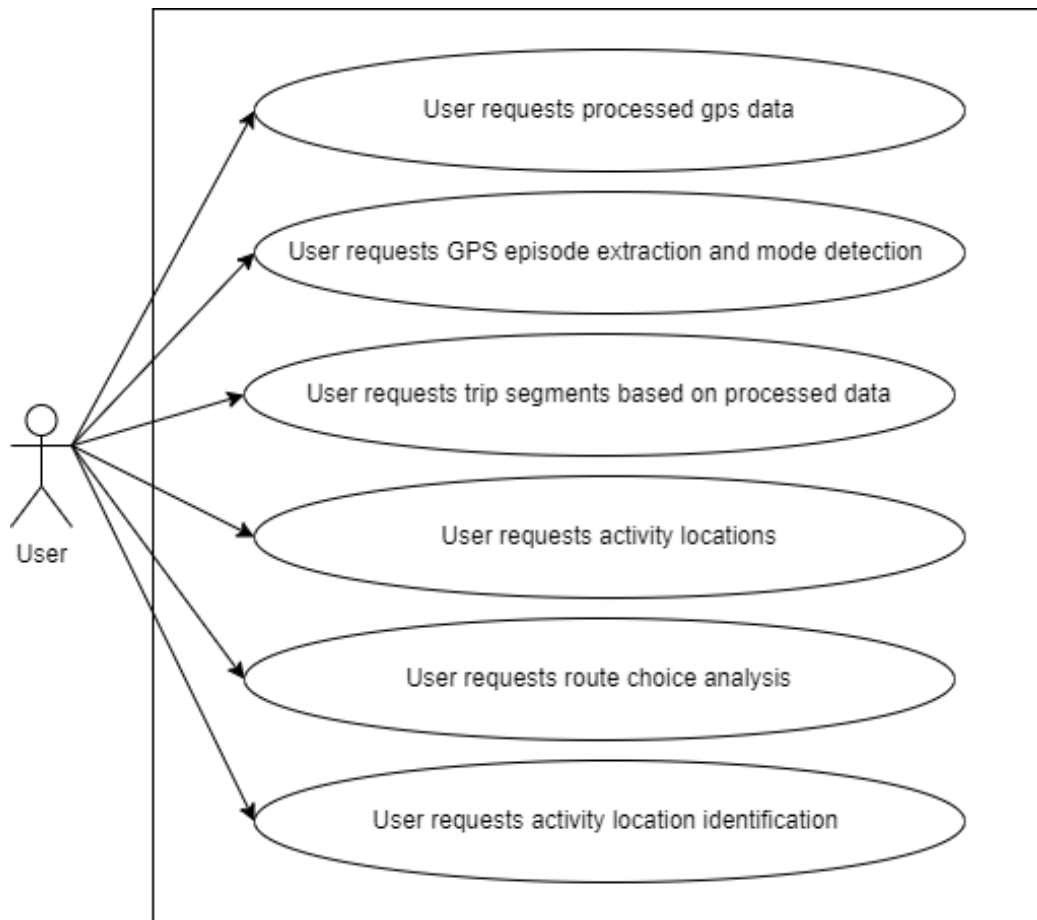 User requests processed gps data
User requests GPS episode extraction and mode detection
User requests trip segments based on processed data
User
User requests activity locations
User requests route choice analysis
User requests activity location identification